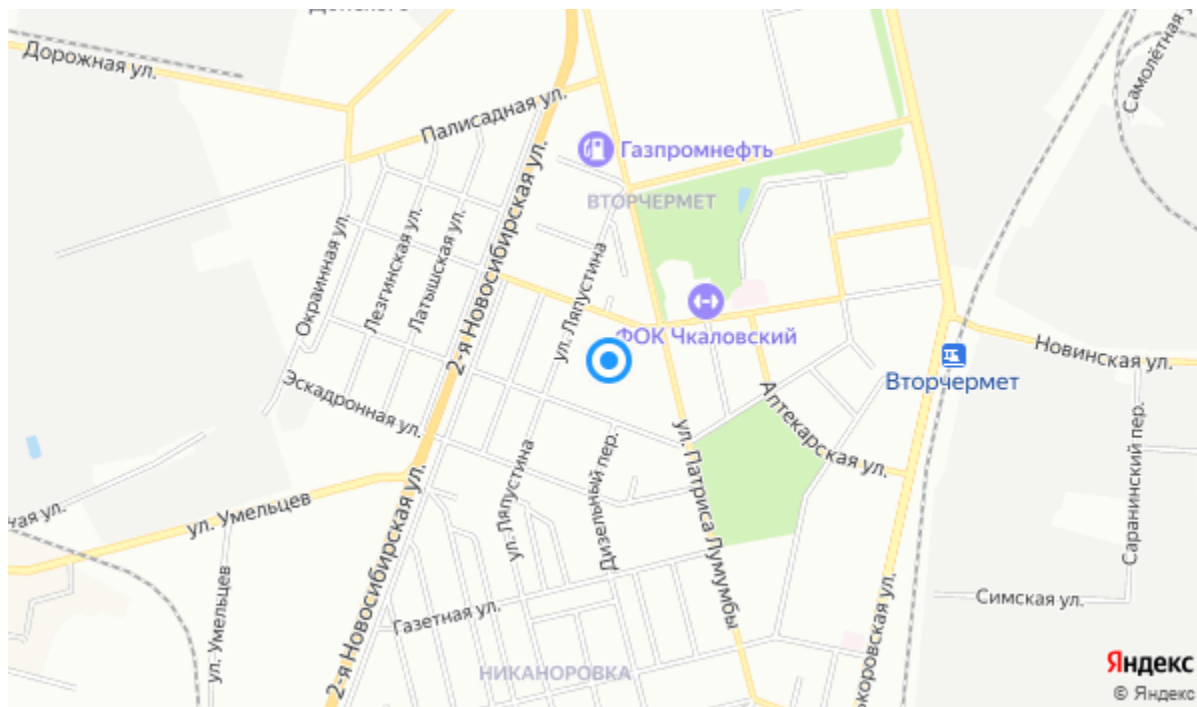 Дорожная ул.
Самолётная
Палисадная ул.
Газпромнефть
ВТОРЧЕРМЕТ
2-я Новосибирская ул.
Окраинная ул.
Лезгинская ул.
Латышская ул.
ул. Ляпустина
ФОК Чкаловский
Новинская ул.
Вторчермет
Эскадронная ул.
Аптекарская ул.
ул. Патриса Лумумбы
Саранинский пер.
ул. Умельцев
ул. Ляпустина
Дизельный пер.
2-я Новосибирская ул.
ул. Умельцев
Газетная ул.
Симская ул.
НИКАНОРОВКА
Яндекс
© Яндекс